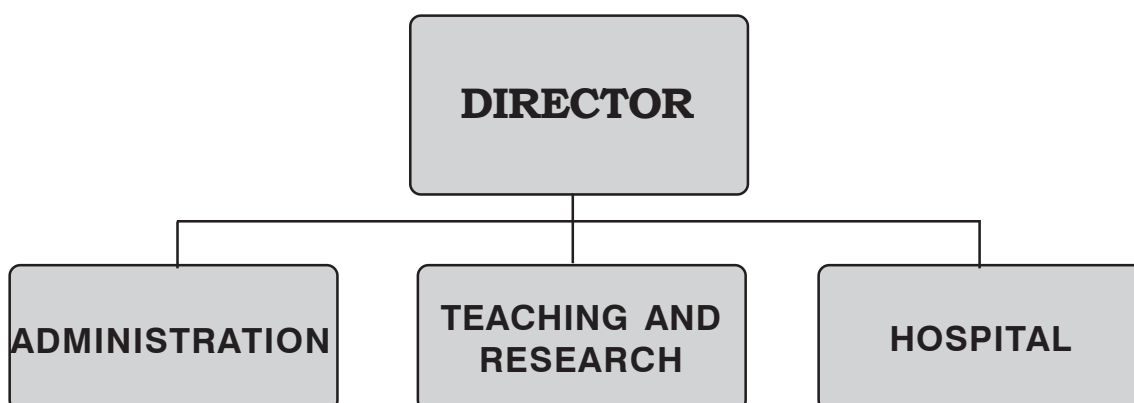 DIRECTOR
ADMINISTRATION
TEACHING AND
RESEARCH
HOSPITAL